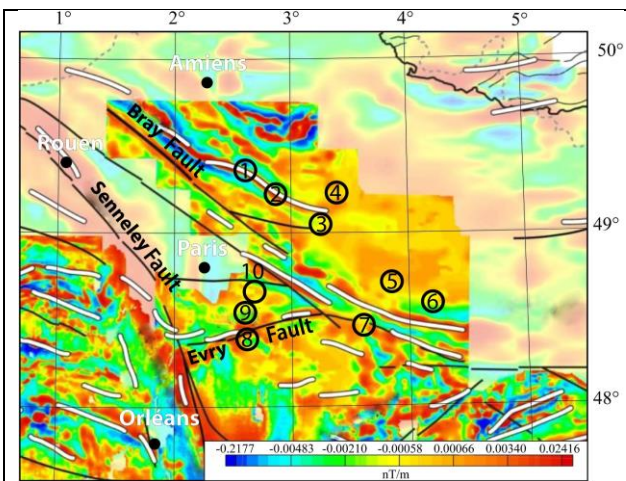 1° 2° 3° 4° 5°
50°
Amiens
Bray Fault
Rouen
1
2
4
3
49°
Senneley Fault
Paris
10
5
6
9
7
8
Evry Fault
48°
Orléans
-0.2177 -0.00483 -0.00210 -0.00058 0.00066 0.00340 0.02416
nT/m